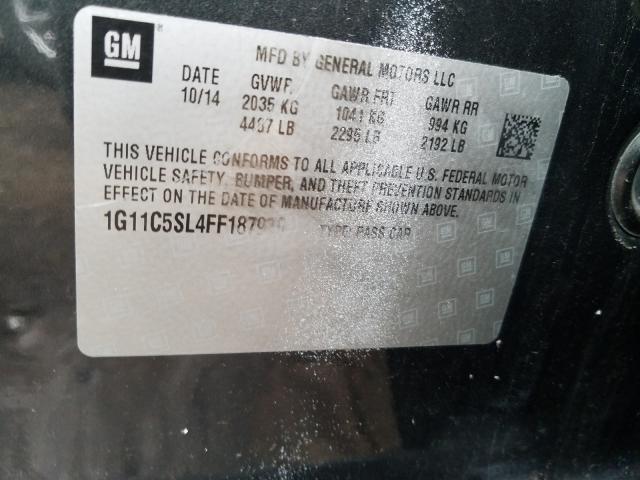 GM
MFD BY GENERAL MOTORS LLC
DATE GVWR GAWR FRT GAWR RR
10/14 2035 KG 1041 KG 994 KG
4487 LB 2295 LB 2192 LB
THIS VEHICLE CONFORMS TO ALL APPLICABLE U.S. FEDERAL MOTOR
VEHICLE SAFETY, BUMPER, AND THEFT PREVENTION STANDARDS IN
EFFECT ON THE DATE OF MANUFACTURE SHOWN ABOVE.
TYPE: PASS CAR